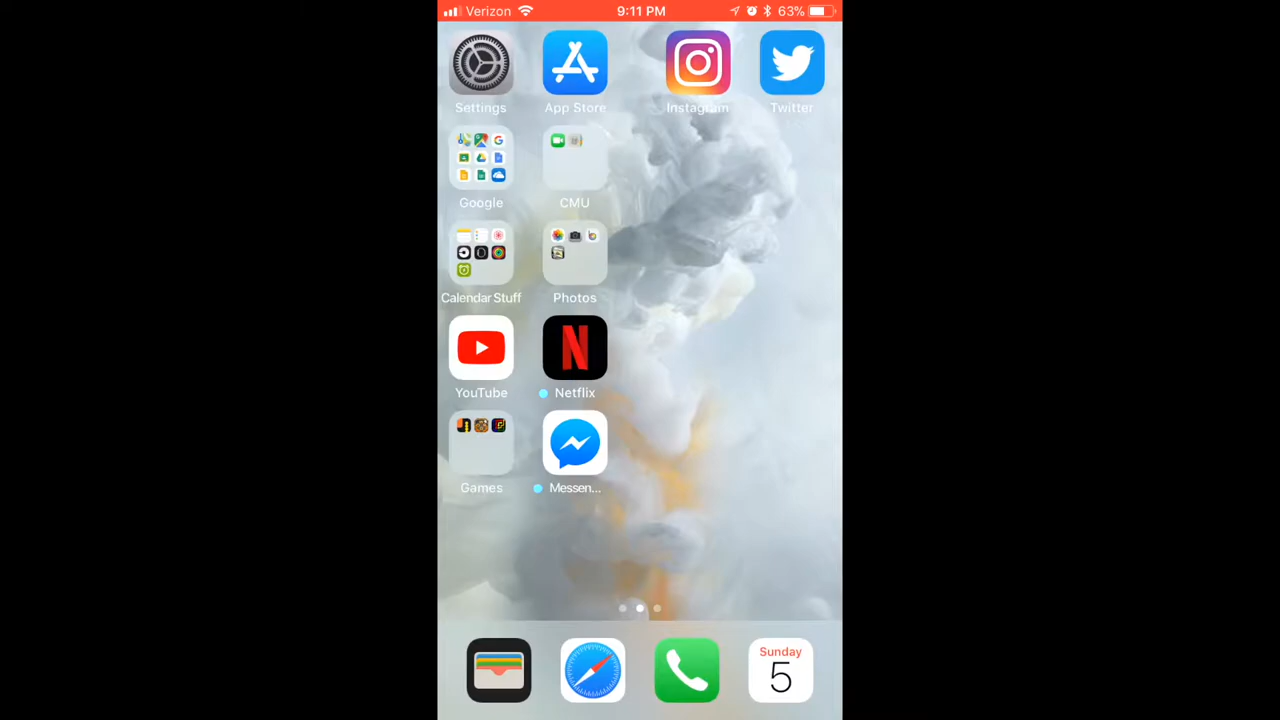 Verizon 9:11 PM 63%
Settings App Store Instagram Twitter
Google CMU
Calendar Stuff Photos
YouTube Netflix
Games Messen...
Sunday
5